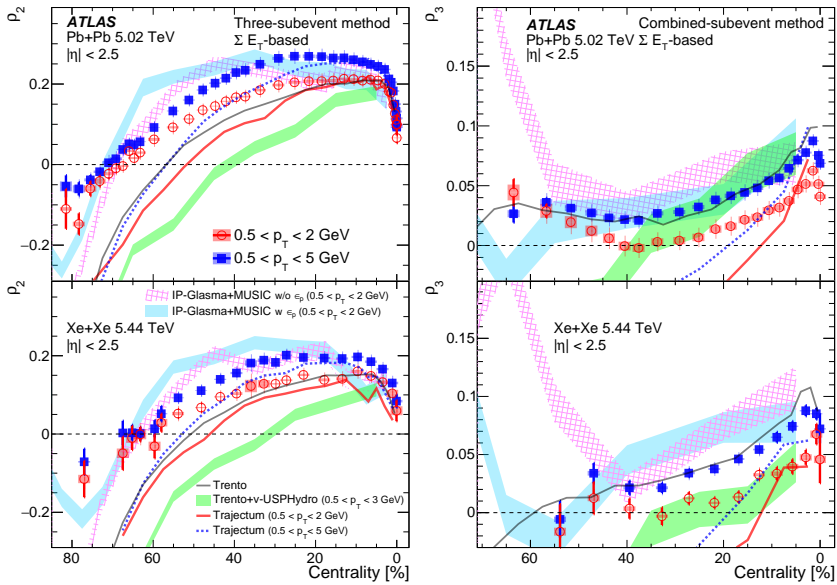 ρ2
ATLAS
Three-subevent method
Pb+Pb 5.02 TeV
Σ ET-based
|η| < 2.5
0.2
0
−0.2
0.5 < pT < 2 GeV
0.5 < pT < 5 GeV
ρ3
ATLAS
Combined-subevent method
Pb+Pb 5.02 TeV Σ ET-based
|η| < 2.5
0.15
0.1
0.05
0
ρ2
IP-Glasma+MUSIC w/o ∈p (0.5 < pT < 2 GeV)
IP-Glasma+MUSIC w ∈p (0.5 < pT < 2 GeV)
Xe+Xe 5.44 TeV
|η| < 2.5
0.2
0
−0.2
Trento
Trento+v-USPHydro (0.5 < pT < 3 GeV)
Trajectum (0.5 < pT < 2 GeV)
Trajectum (0.5 < pT < 5 GeV)
80 60 40 20 0
Centrality [%]
ρ3
Xe+Xe 5.44 TeV
|η| < 2.5
0.15
0.1
0.05
0
60 40 20 0
Centrality [%]